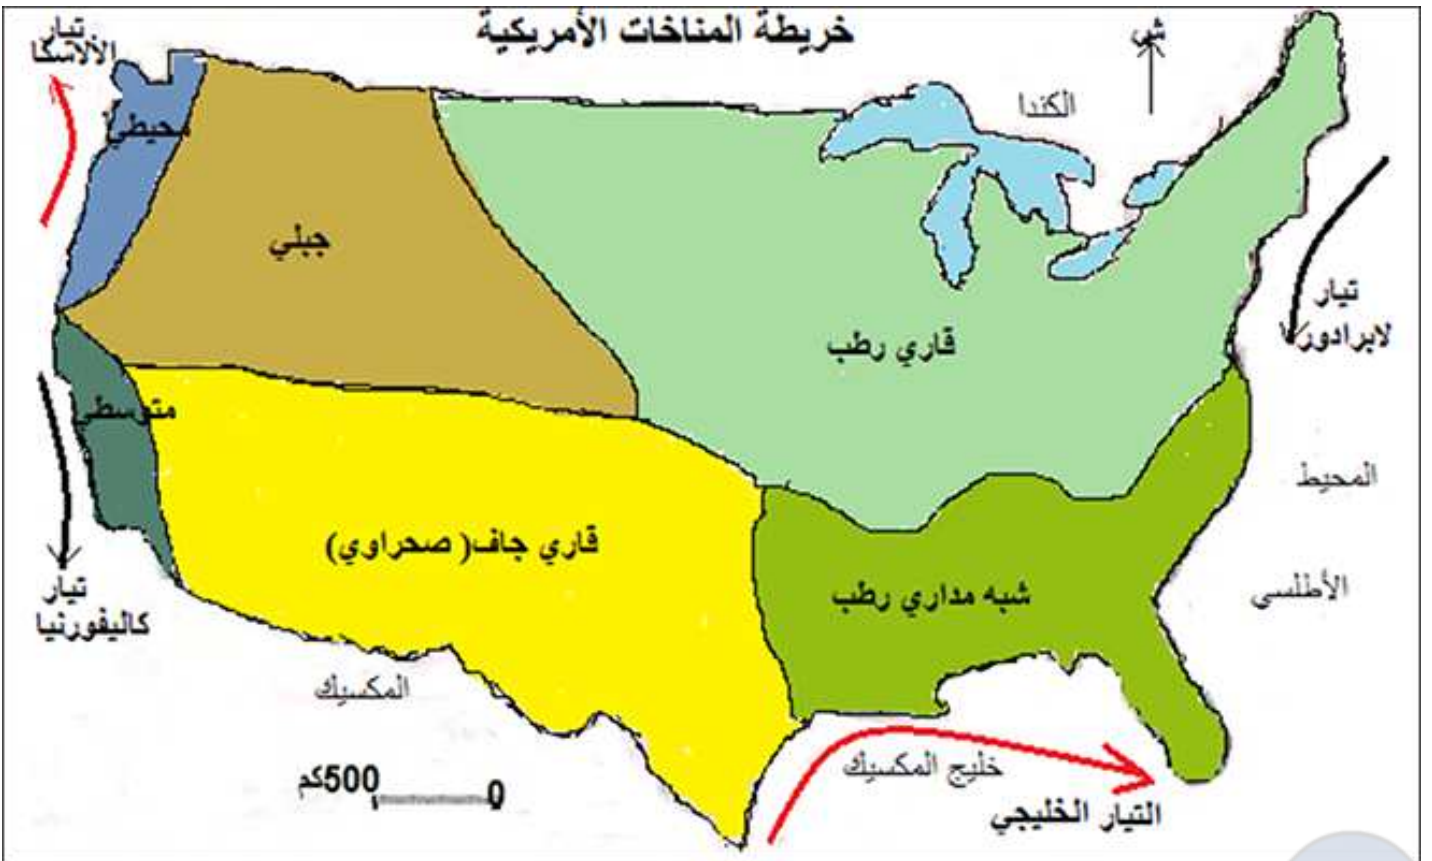 خريطة المناخات الأمريكية
تيار
الألاسكا
شم
الكندا
محيطي
جبلي
قاري رطب
تيار
لابرادور
متوسطي
المحيط
الأطلسي
قاري جاف( صحراوي)
شبه مداري رطب
تيار
كاليفورنيا
المكسيك
خليج المكسيك
التيار الخليجي
500كم
0